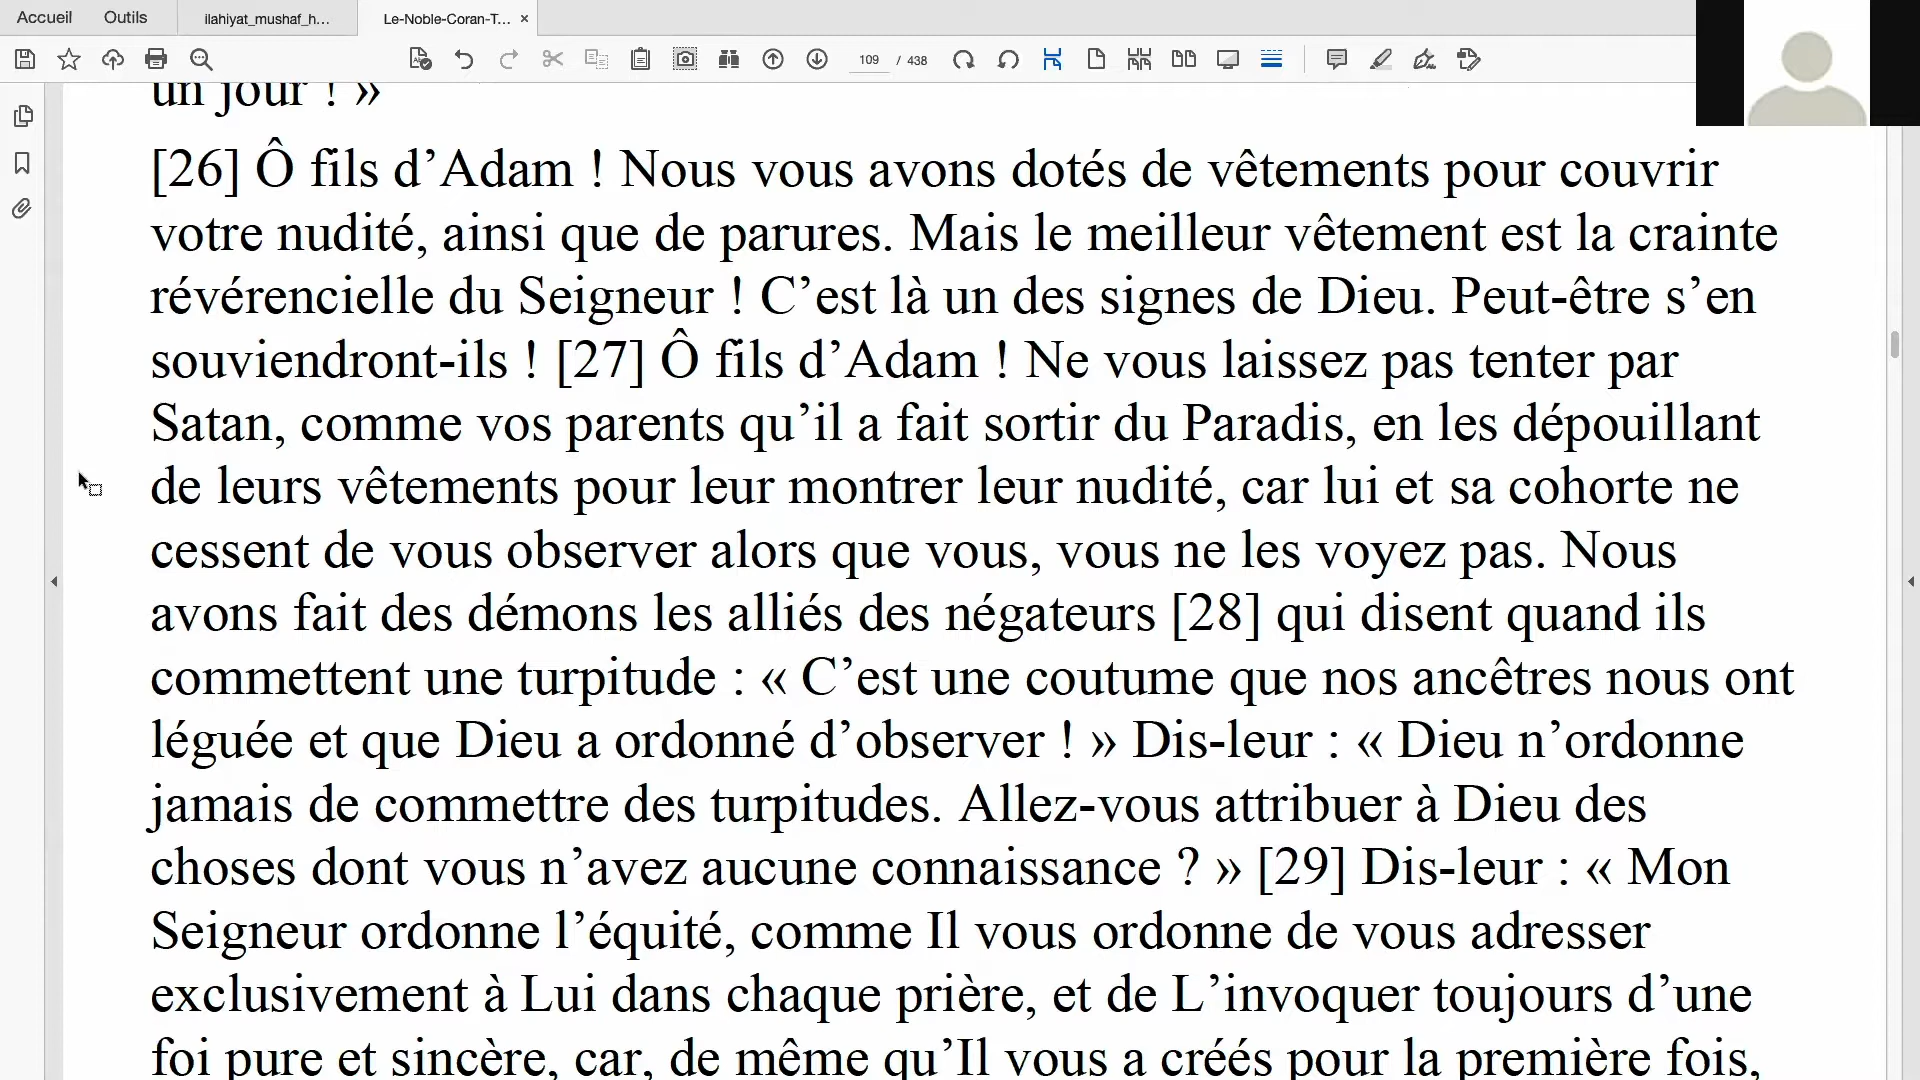 Accueil Outils ilahiyat_mushaf_h... Le-Noble-Coran-T... ×
109 / 438
un jour ! »
[26] Ô fils d’Adam ! Nous vous avons dotés de vêtements pour couvrir
votre nudité, ainsi que de parures. Mais le meilleur vêtement est la crainte
révérencielle du Seigneur ! C’est là un des signes de Dieu. Peut-être s’en
souviendront-ils ! [27] Ô fils d’Adam ! Ne vous laissez pas tenter par
Satan, comme vos parents qu’il a fait sortir du Paradis, en les dépouillant
de leurs vêtements pour leur montrer leur nudité, car lui et sa cohorte ne
cessent de vous observer alors que vous, vous ne les voyez pas. Nous
avons fait des démons les alliés des négateurs [28] qui disent quand ils
commettent une turpitude : « C’est une coutume que nos ancêtres nous ont
léguée et que Dieu a ordonné d’observer ! » Dis-leur : « Dieu n’ordonne
jamais de commettre des turpitudes. Allez-vous attribuer à Dieu des
choses dont vous n’avez aucune connaissance ? » [29] Dis-leur : « Mon
Seigneur ordonne l’équité, comme Il vous ordonne de vous adresser
exclusivement à Lui dans chaque prière, et de L’invoquer toujours d’une
foi pure et sincère, car, de même qu’Il vous a créés pour la première fois,